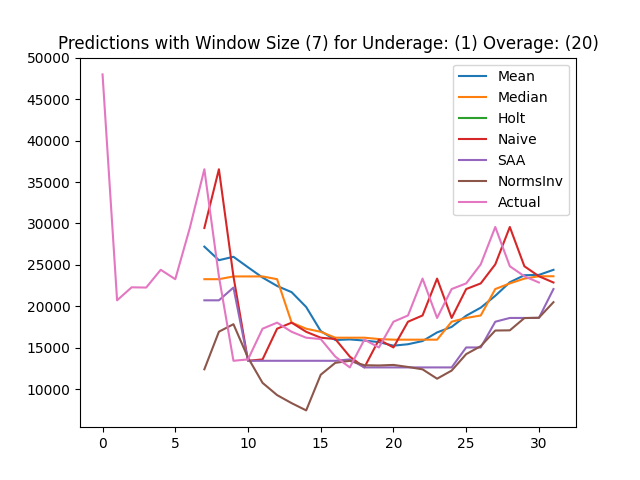 Predictions with Window Size (7) for Underage: (1) Overage: (20)
50000
45000
40000
35000
30000
25000
20000
15000
10000
Mean
Median
Holt
Naive
SAA
NormsInv
Actual
0 5 10 15 20 25 30